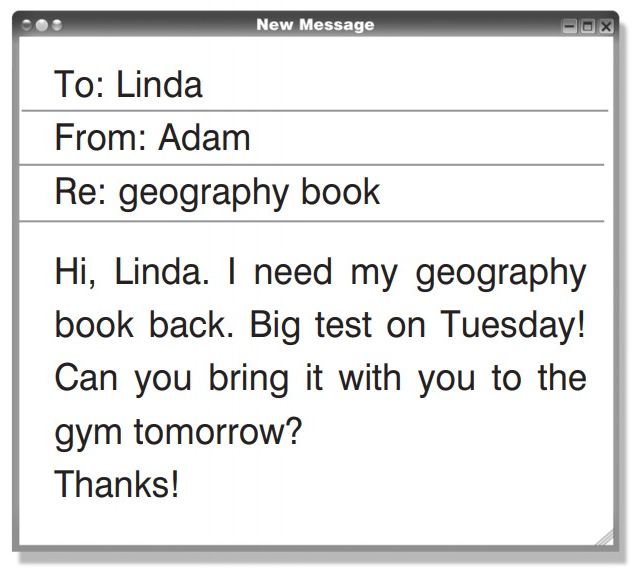 New Message
To: Linda
From: Adam
Re: geography book
Hi, Linda. I need my geography
book back. Big test on Tuesday!
Can you bring it with you to the
gym tomorrow?
Thanks!